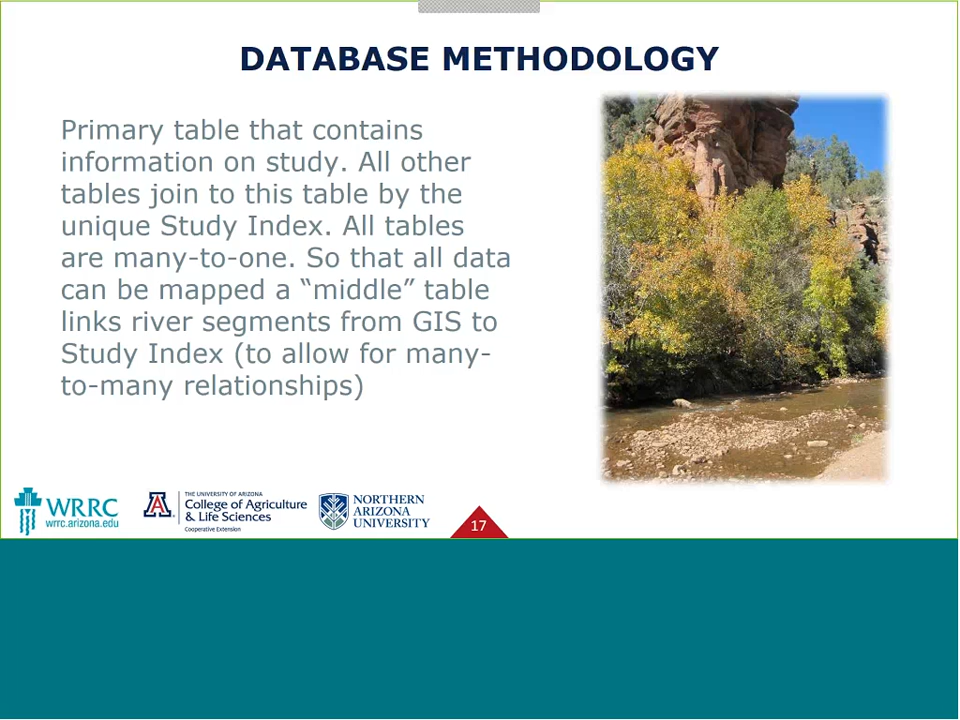 DATABASE METHODOLOGY
Primary table that contains
information on study. All other
tables join to this table by the
unique Study Index. All tables
are many-to-one. So that all data
can be mapped a “middle” table
links river segments from GIS to
Study Index (to allow for many-
to-many relationships)
WRRC
wrrc.arizona.edu
A
THE UNIVERSITY OF ARIZONA
College of Agriculture
& Life Sciences
Cooperative Extension
NORTHERN
ARIZONA
UNIVERSITY
17